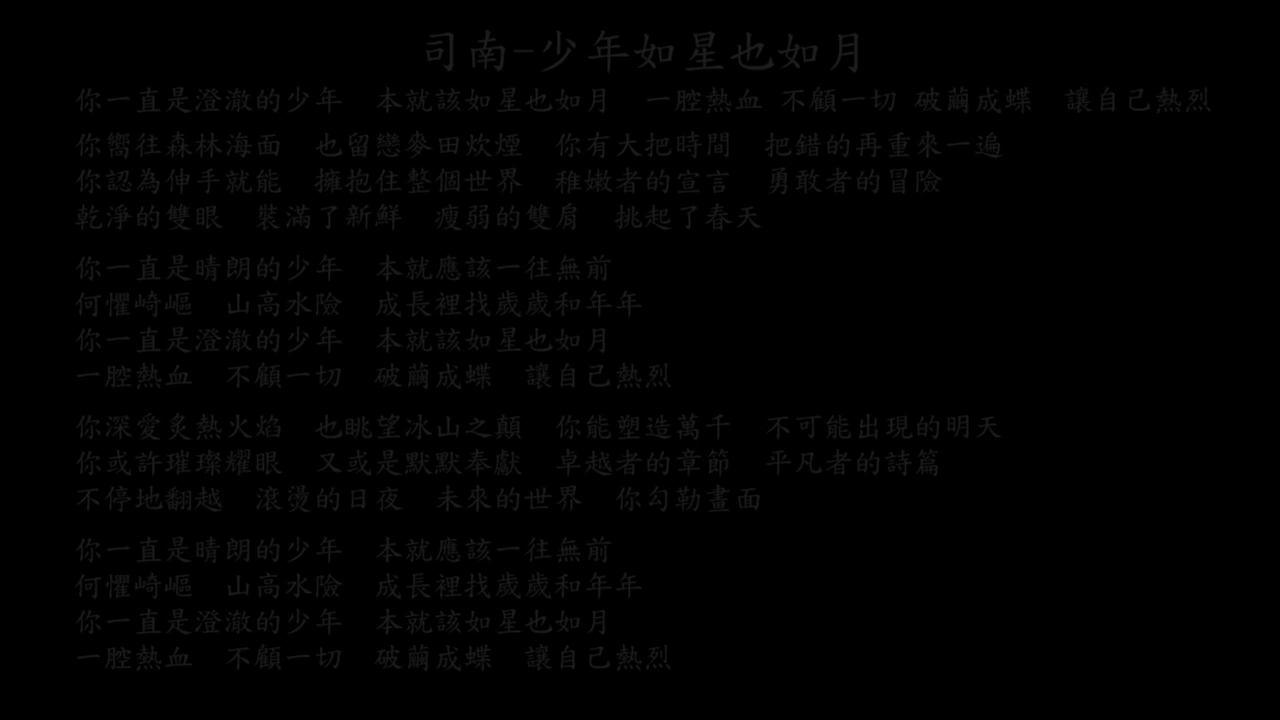 司南-少年如星也如月
你一直是澄澈的少年　本就該如星也如月　一腔熱血 不顧一切 破繭成蝶　讓自己熱烈
你嚮往森林海面　也留戀麥田炊煙　你有大把時間　把錯的再重來一遍
你認為伸手就能　擁抱住整個世界　稚嫩者的宣言　勇敢者的冒險
乾淨的雙眼　裝滿了新鮮　瘦弱的雙肩　挑起了春天
你一直是晴朗的少年　本就應該一往無前
何懼崎嶇　山高水險　成長裡找歲歲和年年
你一直是澄澈的少年　本就該如星也如月
一腔熱血　不顧一切　破繭成蝶　讓自己熱烈
你深愛炙熱火焰　也眺望冰山之顛　你能塑造萬千　不可能出現的明天
你或許璀璨耀眼　又或是默默奉獻　卓越者的章節　平凡者的詩篇
不停地翻越　滾燙的日夜　未來的世界　你勾勒畫面
你一直是晴朗的少年　本就應該一往無前
何懼崎嶇　山高水險　成長裡找歲歲和年年
你一直是澄澈的少年　本就該如星也如月
一腔熱血　不顧一切　破繭成蝶　讓自己熱烈